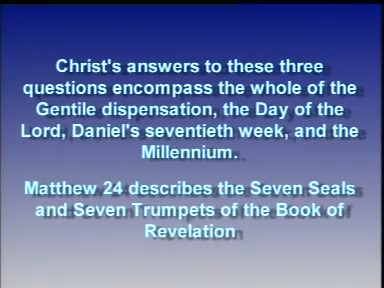 Christ's answers to these three
questions encompass the whole of the
Gentile dispensation, the Day of the
Lord, Daniel's seventieth week, and the
Millennium.
Matthew 24 describes the Seven Seals
and Seven Trumpets of the Book of
Revelation